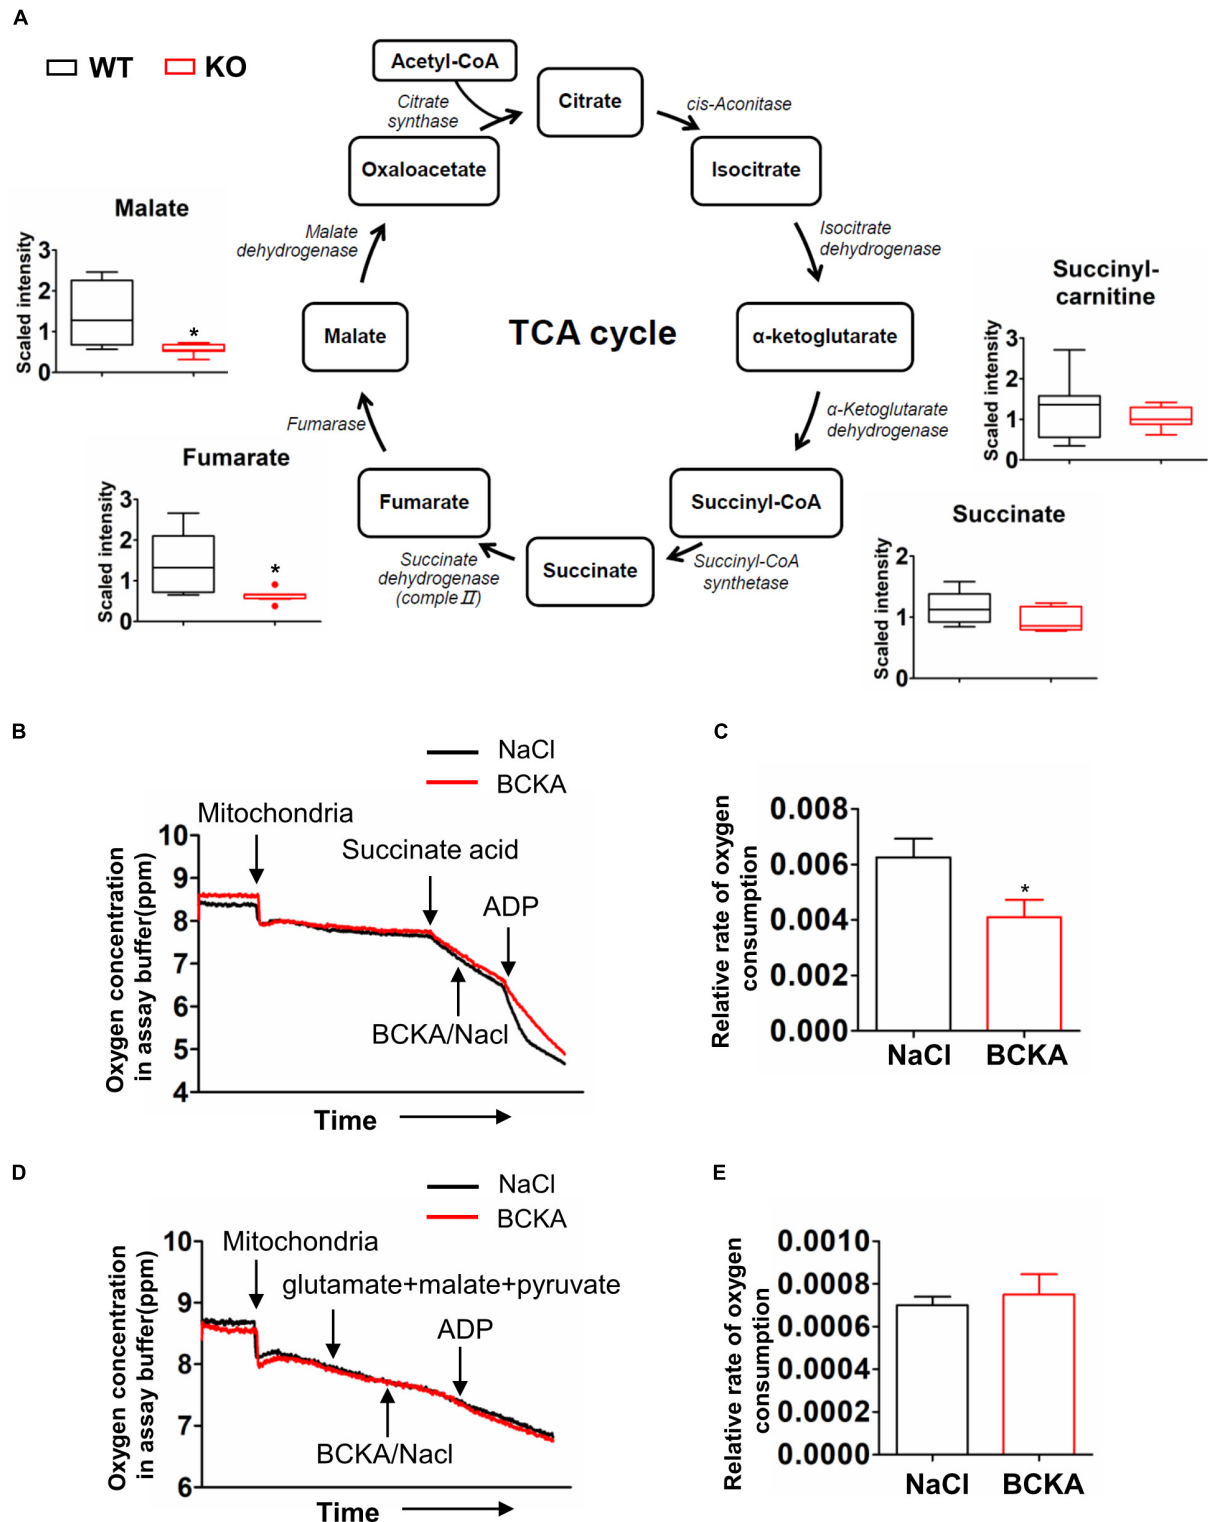 A
WT
KO
Acetyl-CoA
Citrate
synthase
Citrate
cis-Aconitase
Oxaloacetate
Isocitrate
Malate
dehydrogenase
Isocitrate
dehydrogenase
Malate
Scaled intensity
3
2
1
0
*
Malate
TCA cycle
α-ketoglutarate
Succinyl-
carnitine
Scaled intensity
3
2
1
0
Fumarase
α-Ketoglutarate
dehydrogenase
Fumarate
Scaled intensity
3
2
1
0
*
Fumarate
Succinyl-CoA
Succinate
dehydrogenase
(comple II)
Succinate
Succinyl-CoA
synthetase
Succinate
Scaled intensity
2
1
0
B
NaCl
BCKA
Mitochondria
Succinate acid
ADP
BCKA/Nacl
Oxygen concentration
in assay buffer(ppm)
10
9
8
7
6
5
4
Time
C
Relative rate of oxygen
consumption
0.008
0.006
0.004
0.002
0.000
*
NaCl
BCKA
D
NaCl
BCKA
Mitochondria
glutamate+malate+pyruvate
ADP
BCKA/Nacl
Oxygen concentration
in assay buffer(ppm)
10
9
8
7
6
Time
E
Relative rate of oxygen
consumption
0.0010
0.0008
0.0006
0.0004
0.0002
0.0000
NaCl
BCKA